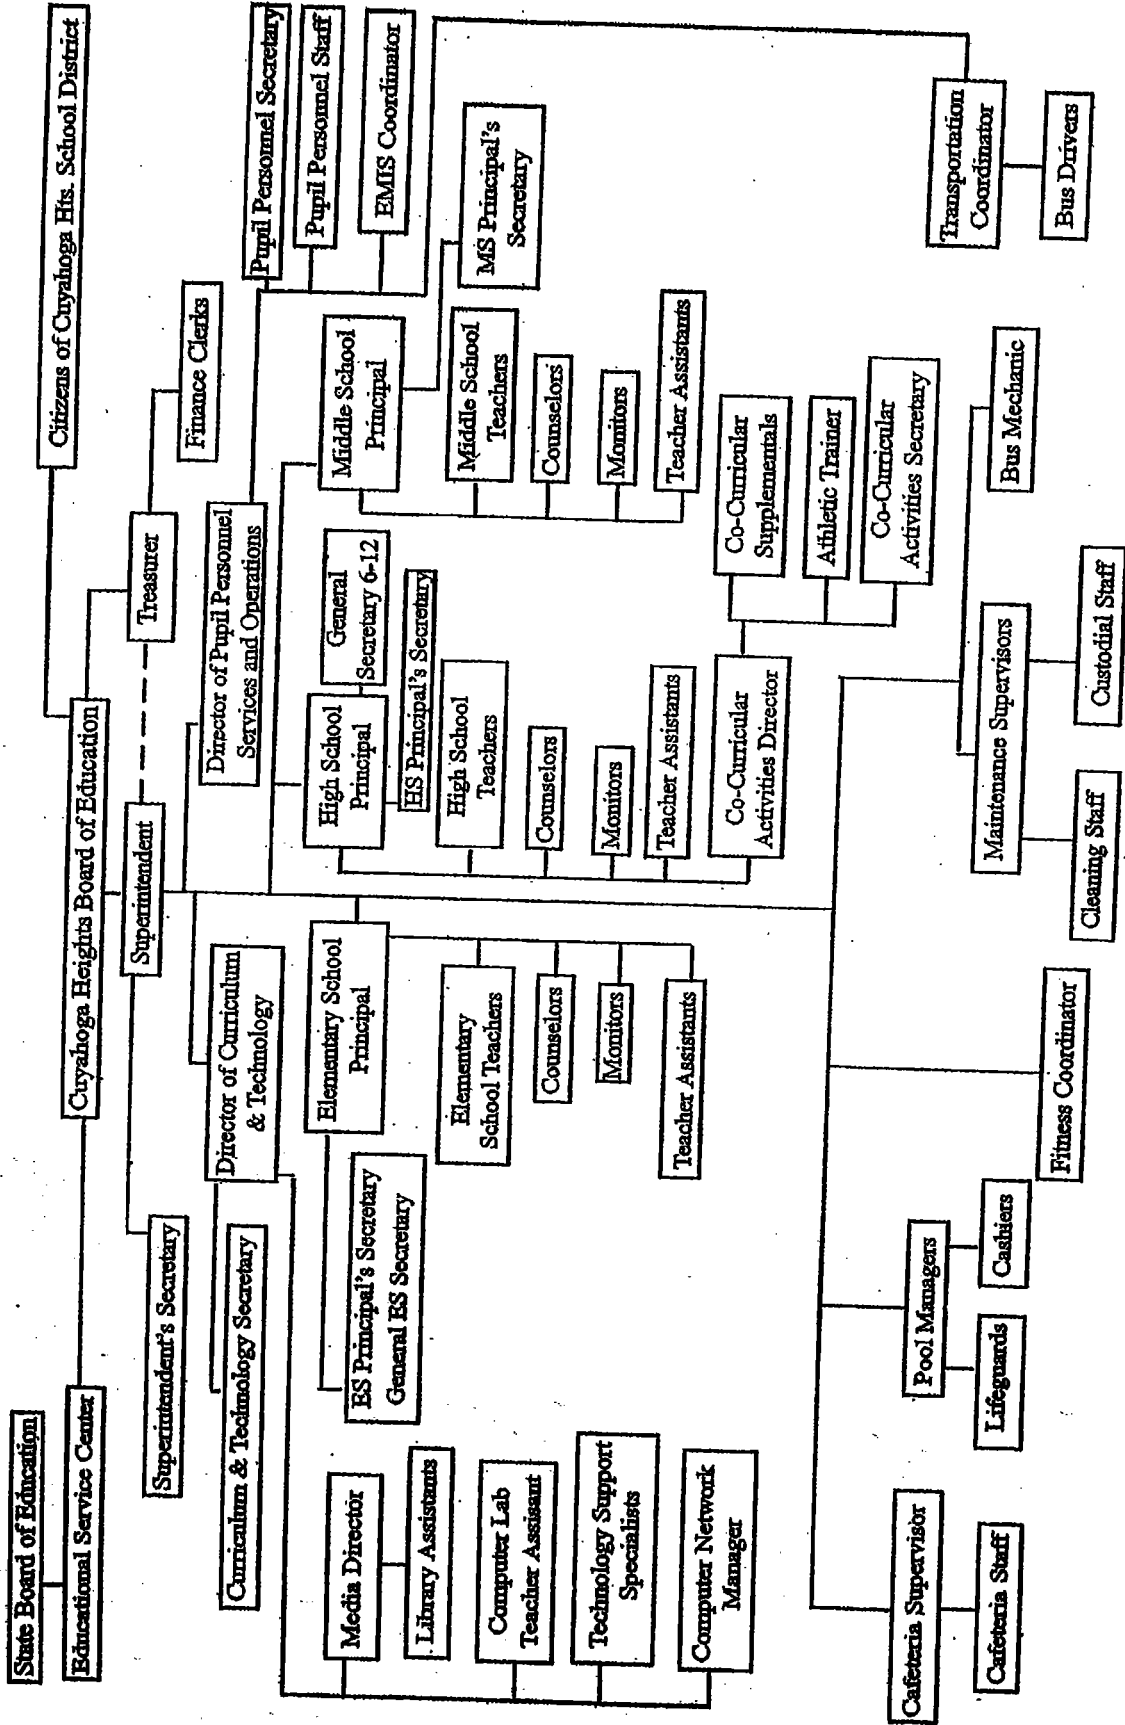 State Board of Education
Educational Service Center
Citizens of Cuyahoga Hts. School District
Cuyahoga Heights Board of Education
Superintendent
Treasurer
Superintendent's Secretary
Finance Clerks
Director of Curriculum
& Technology
Director of Pupil Personnel
Services and Operations
Curriculum & Technology Secretary
Pupil Personnel Secretary
Pupil Personnel Staff
EMIS Coordinator
Media Director
Library Assistants
Computer Lab
Teacher Assisant
Technology Support
Specialists
Computer Network
Manager
ES Principal's Secretary
General ES Secretary
Elementary School
Principal
Elementary
School Teachers
Counselors
Monitors
Teacher Assistants
High School
Principal
General
Secretary 6-12
HS Principal's Secretary
High School
Teachers
Counselors
Monitors
Teacher Assistants
Co-Curricular
Activities Director
Middle School
Principal
MS Principal's
Secretary
Middle School
Teachers
Counselors
Monitors
Teacher Assistants
Co-Curricular
Supplementals
Athletic Trainer
Co-Curricular
Activities Secretary
Transportation
Coordinator
Bus Drivers
Cafeteria Supervisor
Cafeteria Staff
Pool Managers
Lifeguards
Cashiers
Fitness Coordinator
Maintenance Supervisors
Cleaning Staff
Custodial Staff
Bus Mechanic